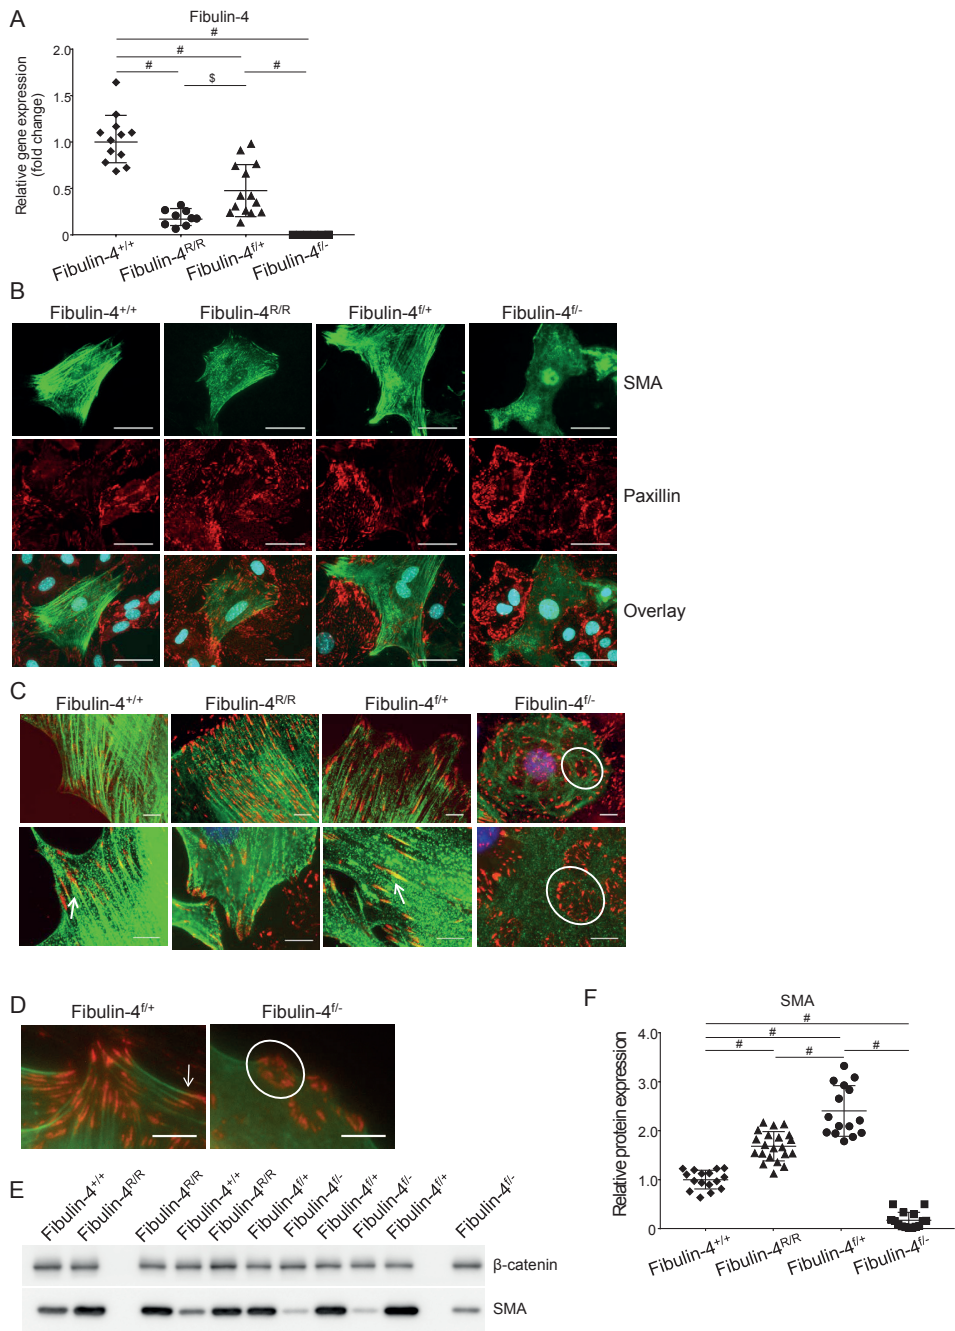 A
Fibulin-4
#
#
# #
$
Relative gene expression
(fold change)
2.0
1.5
1.0
0.5
0
Fibulin-4+/+ Fibulin-4R/R Fibulin-4f/+ Fibulin-4f/-
B
Fibulin-4+/+ Fibulin-4R/R Fibulin-4f/+ Fibulin-4f/-
SMA
Paxillin
Overlay
C
Fibulin-4+/+ Fibulin-4R/R Fibulin-4f/+ Fibulin-4f/-
D
Fibulin-4f/+ Fibulin-4f/-
E
Fibulin-4+/+ Fibulin-4R/R Fibulin-4R/R Fibulin-4+/+ Fibulin-4R/R Fibulin-4f/+ Fibulin-4f/- Fibulin-4f/+ Fibulin-4f/- Fibulin-4f/+ Fibulin-4f/-
β-catenin
SMA
F
SMA
#
#
# # #
Relative protein expression
4.0
3.0
2.0
1.0
0
Fibulin-4+/+ Fibulin-4R/R Fibulin-4f/+ Fibulin-4f/-